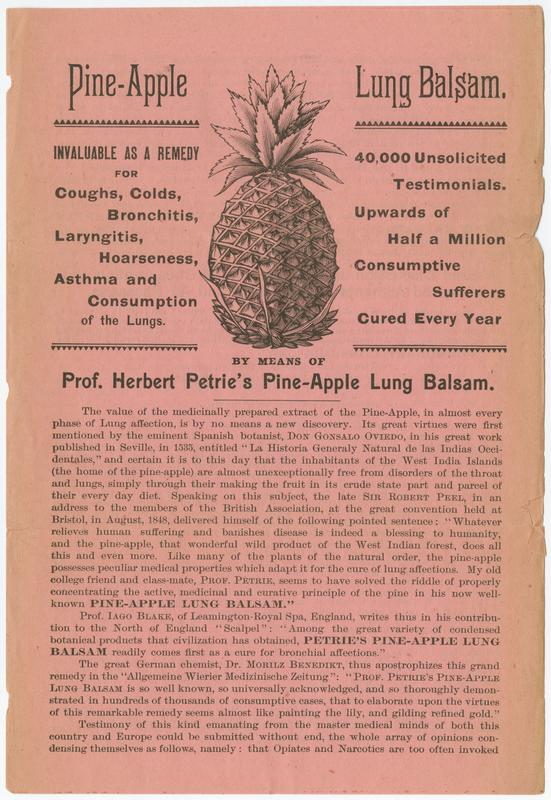 Pine-Apple
Lung Balsam.
INVALUABLE AS A REMEDY
FOR
Coughs, Colds,
Bronchitis,
Laryngitis,
Hoarseness,
Asthma and
Consumption
of the Lungs.
40,000 Unsolicited
Testimonials.
Upwards of
Half a Million
Consumptive
Sufferers
Cured Every Year
BY MEANS OF
Prof. Herbert Petrie's Pine-Apple Lung Balsam.
The value of the medicinally prepared extract of the Pine-Apple, in almost every
phase of Lung affection, is by no means a new discovery. Its great virtues were first
mentioned by the eminent Spanish botanist, DON GONSALO OVIEDO, in his great work
published in Seville, in 1535, entitled "La Historia Generaly Natural de las Indias Occi-
dentales," and certain it is to this day that the inhabitants of the West India Islands
(the home of the pine-apple) are almost unexceptionally free from disorders of the throat
and lungs, simply through their making the fruit in its crude state part and parcel of
their every day diet. Speaking on this subject, the late SIR ROBERT PEEL, in an
address to the members of the British Association, at the great convention held at
Bristol, in August, 1848, delivered himself of the following pointed sentence: "Whatever
relieves human suffering and banishes disease is indeed a blessing to humanity,
and the pine-apple, that wonderful wild product of the West Indian forest, does all
this and even more. Like many of the plants of the natural order, the pine-apple
possesses peculiar medical properties which adapt it for the cure of lung affections. My old
college friend and class-mate, PROF. PETRIE, seems to have solved the riddle of properly
concentrating the active, medicinal and curative principle of the pine in his now well-
known PINE-APPLE LUNG BALSAM."
Prof. IAGO BLAKE, of Leamington-Royal Spa, England, writes thus in his contribu-
tion to the North of England "Scalpel": "Among the great variety of condensed
botanical products that civilization has obtained, PETRIE'S PINE-APPLE LUNG
BALSAM readily comes first as a cure for bronchial affections."
The great German chemist, Dr. MORILZ BENEDIKT, thus apostrophizes this grand
remedy in the "Allgemeine Wierier Medizinische Zeitung": "PROF. PETRIE'S PINE-APPLE
LUNG BALSAM is so well known, so universally acknowledged, and so thoroughly demon-
strated in hundreds of thousands of consumptive cases, that to elaborate upon the virtues
of this remarkable remedy seems almost like painting the lily, and gilding refined gold."
Testimony of this kind emanating from the master medical minds of both this
country and Europe could be submitted without end, the whole array of opinions con-
densing themselves as follows, namely: that Opiates and Narcotics are too often invoked